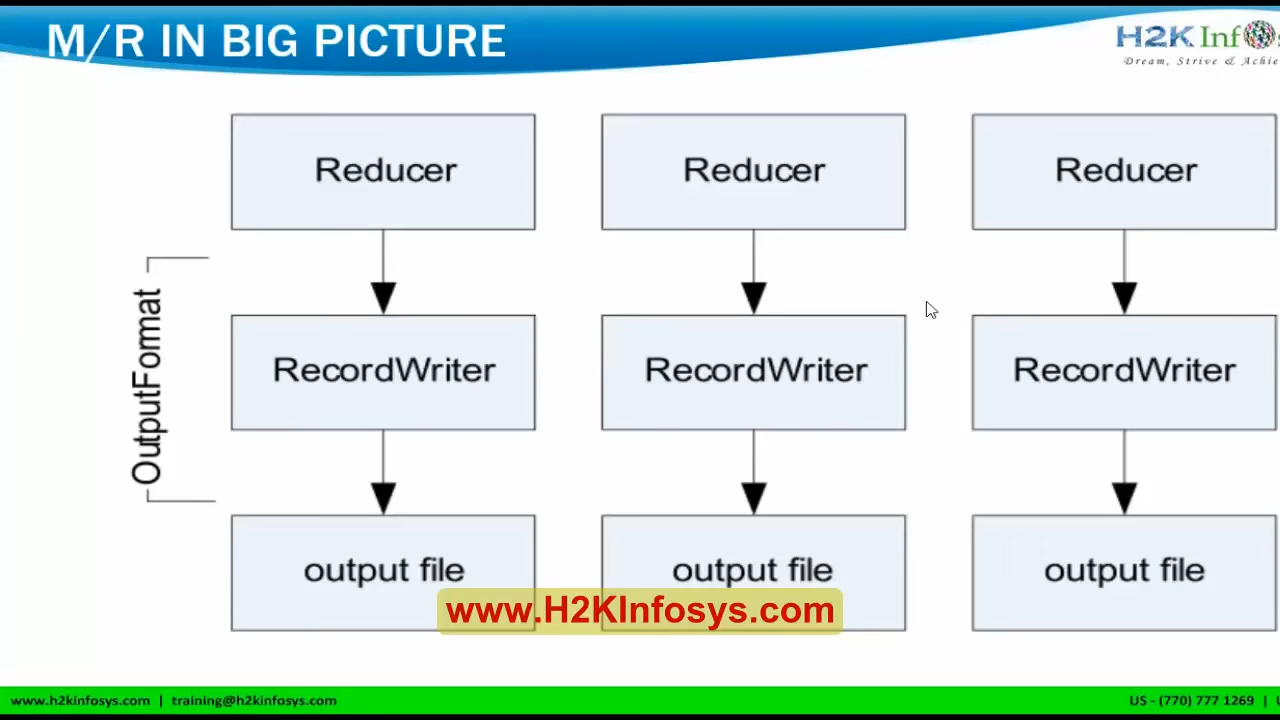 M/R IN BIG PICTURE
H2K Infos
Dream, Strive & Achie
Reducer Reducer Reducer
OutputFormat
RecordWriter RecordWriter RecordWriter
output file output file output file
www.H2KInfosys.com
www.h2kinfosys.com | training@h2kinfosys.com
US - (770) 777 1269 |